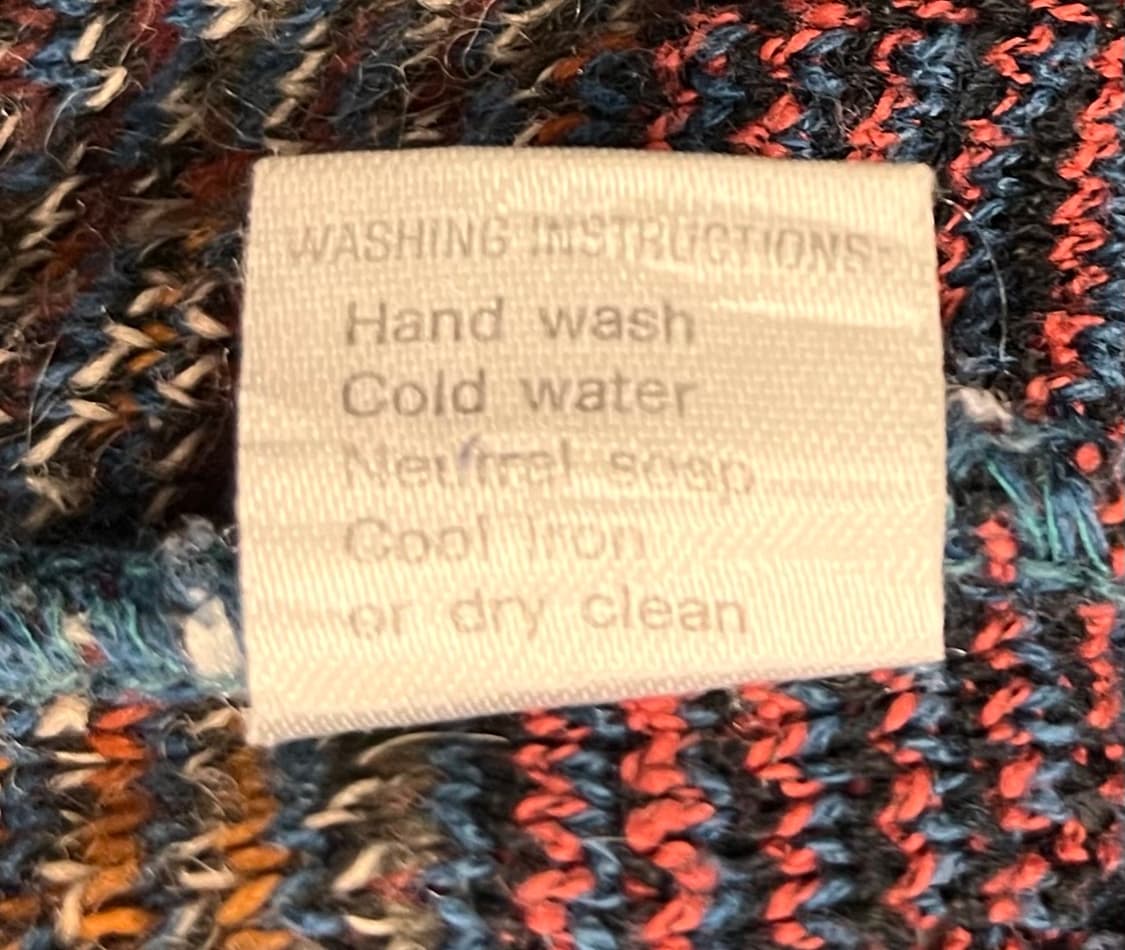 WASHING INSTRUCTIONS:
Hand wash
Cold water
Neutral soap
Cool Iron
or dry clean